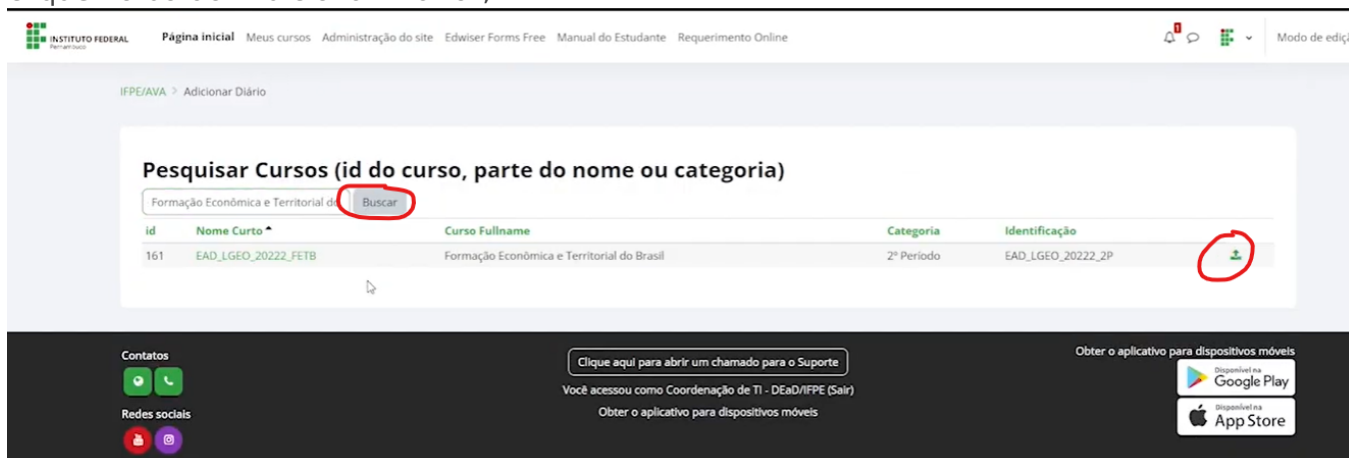 INSTITUTO FEDERAL
Pernambuco
Página inicial Meus cursos Administração do site Edwiser Forms Free Manual do Estudante Requerimento Online
1
Modo de ediçã
IFPE/AVA > Adicionar Diário
Pesquisar Cursos (id do curso, parte do nome ou categoria)
Formação Econômica e Territorial do Buscar
id Nome Curto Curso Fullname Categoria Identificação
161 EAD_LGEO_20222_FETB Formação Econômica e Territorial do Brasil 2º Período EAD_LGEO_20222_2P
Contatos
Redes sociais
Clique aqui para abrir um chamado para o Suporte
Você acessou como Coordenação de TI - DEaD/IFPE (Sair)
Obter o aplicativo para dispositivos móveis
Obter o aplicativo para dispositivos móveis
Disponível na
Google Play
Disponível na
App Store